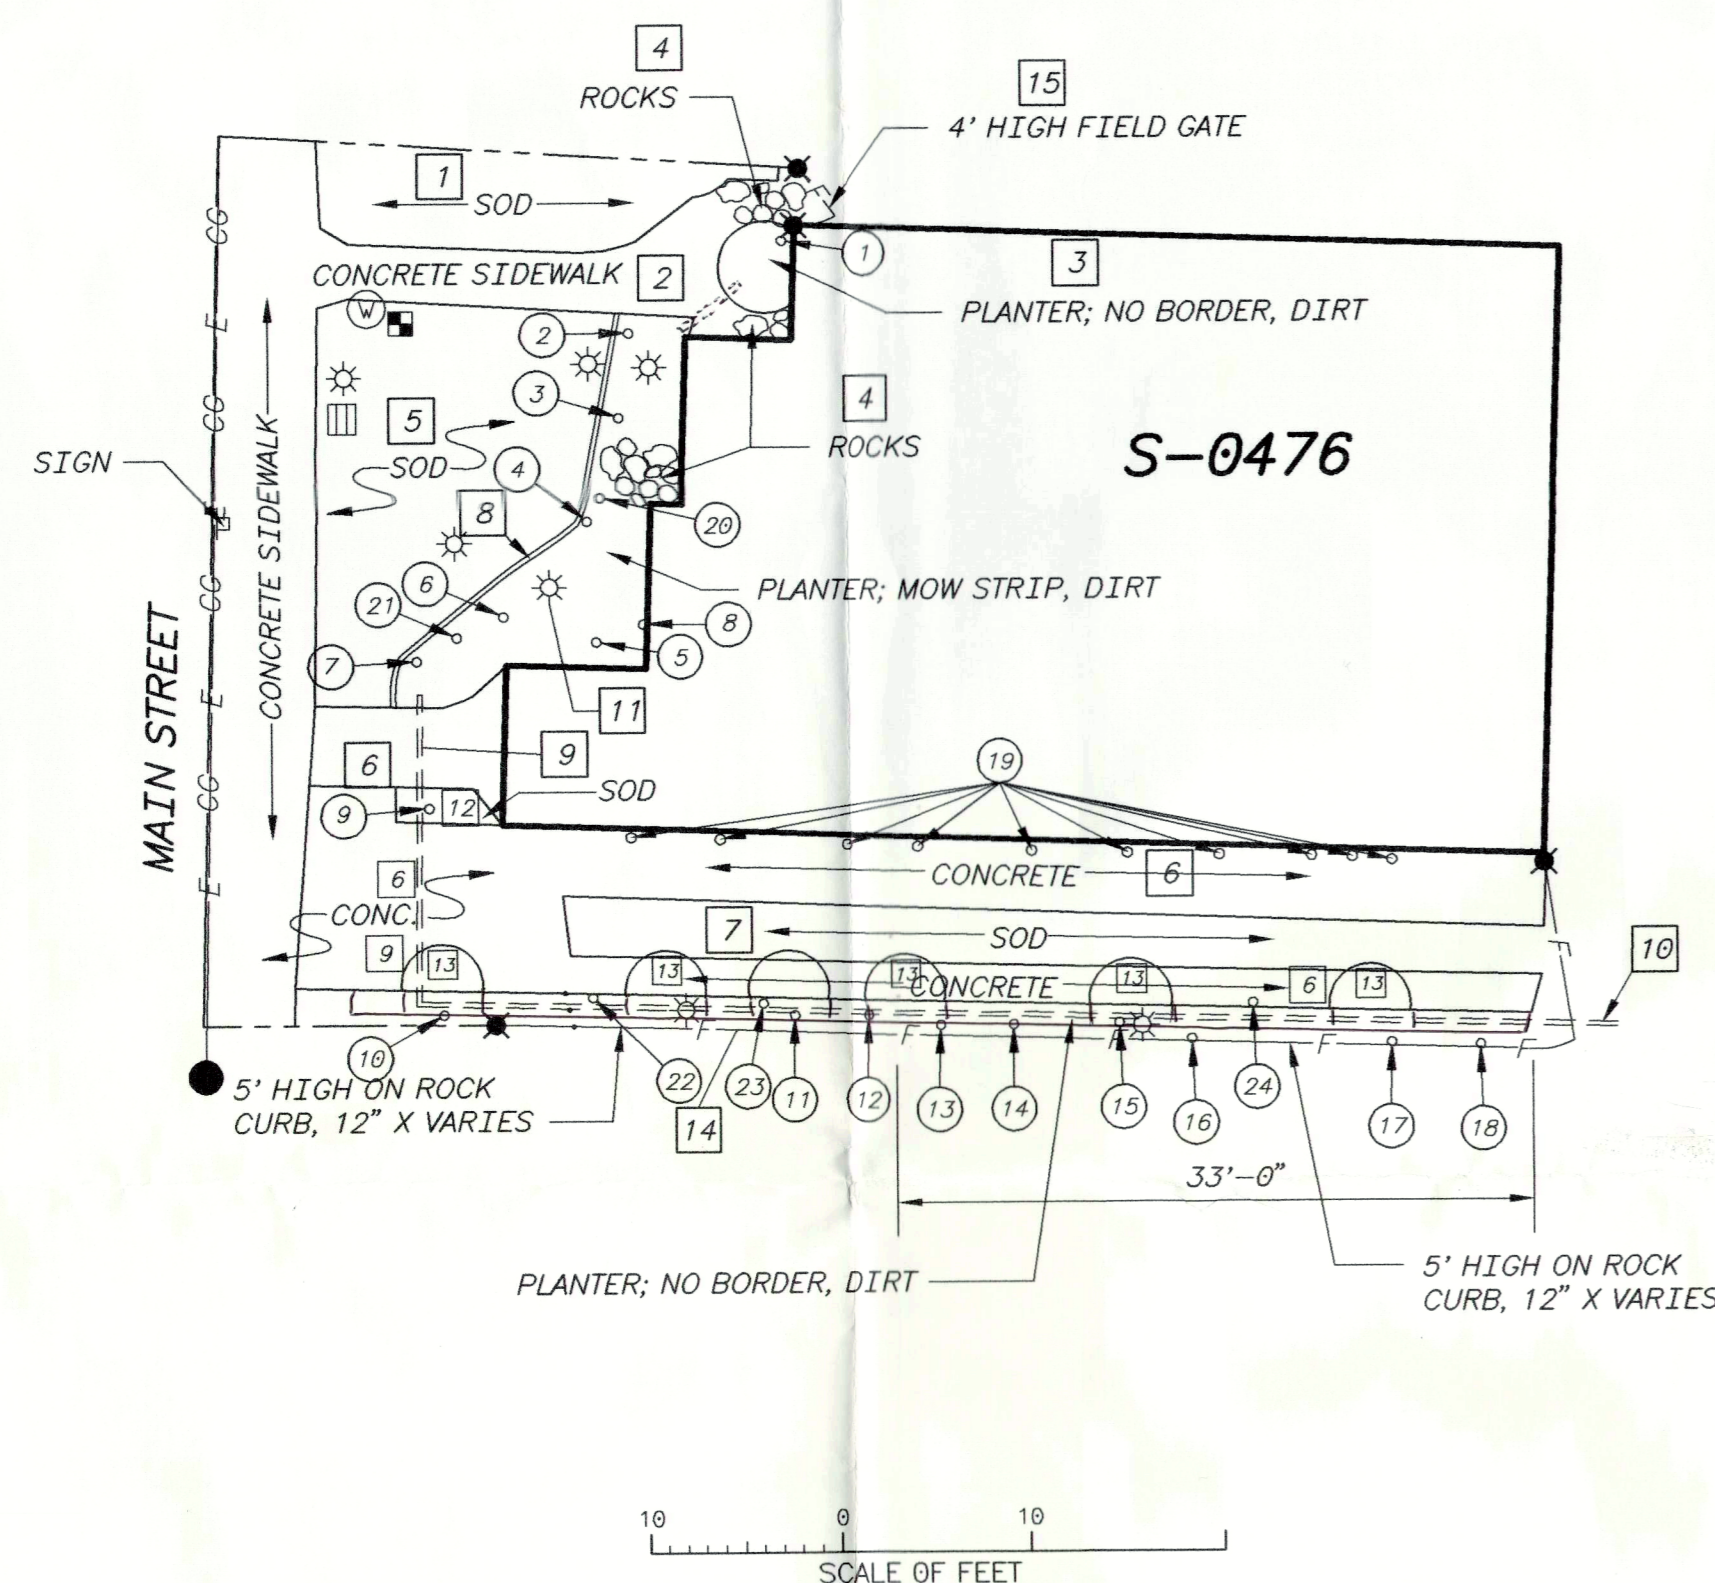 4
ROCKS
15
4' HIGH FIELD GATE
1
SOD
CG
CONCRETE SIDEWALK
2
1
3
PLANTER; NO BORDER, DIRT
W
E
2
3
4
ROCKS
5
SOD
CG
S-0476
SIGN
4
8
20
E
CONCRETE SIDEWALK
PLANTER; MOW STRIP, DIRT
6
21
CG
8
5
7
11
MAIN STREET
E
6
9
19
SOD
CG
9
12
E
6
CONC.
CONCRETE
6
7
SOD
9
13
13
13
13
13
CONCRETE
6
10
F
F
F
F
F
F
10
22
23
11
12
13
14
15
16
24
17
18
14
5' HIGH ON ROCK
CURB, 12" X VARIES
33'-0"
PLANTER; NO BORDER, DIRT
5' HIGH ON ROCK
CURB, 12" X VARIES
10 0 10
SCALE OF FEET